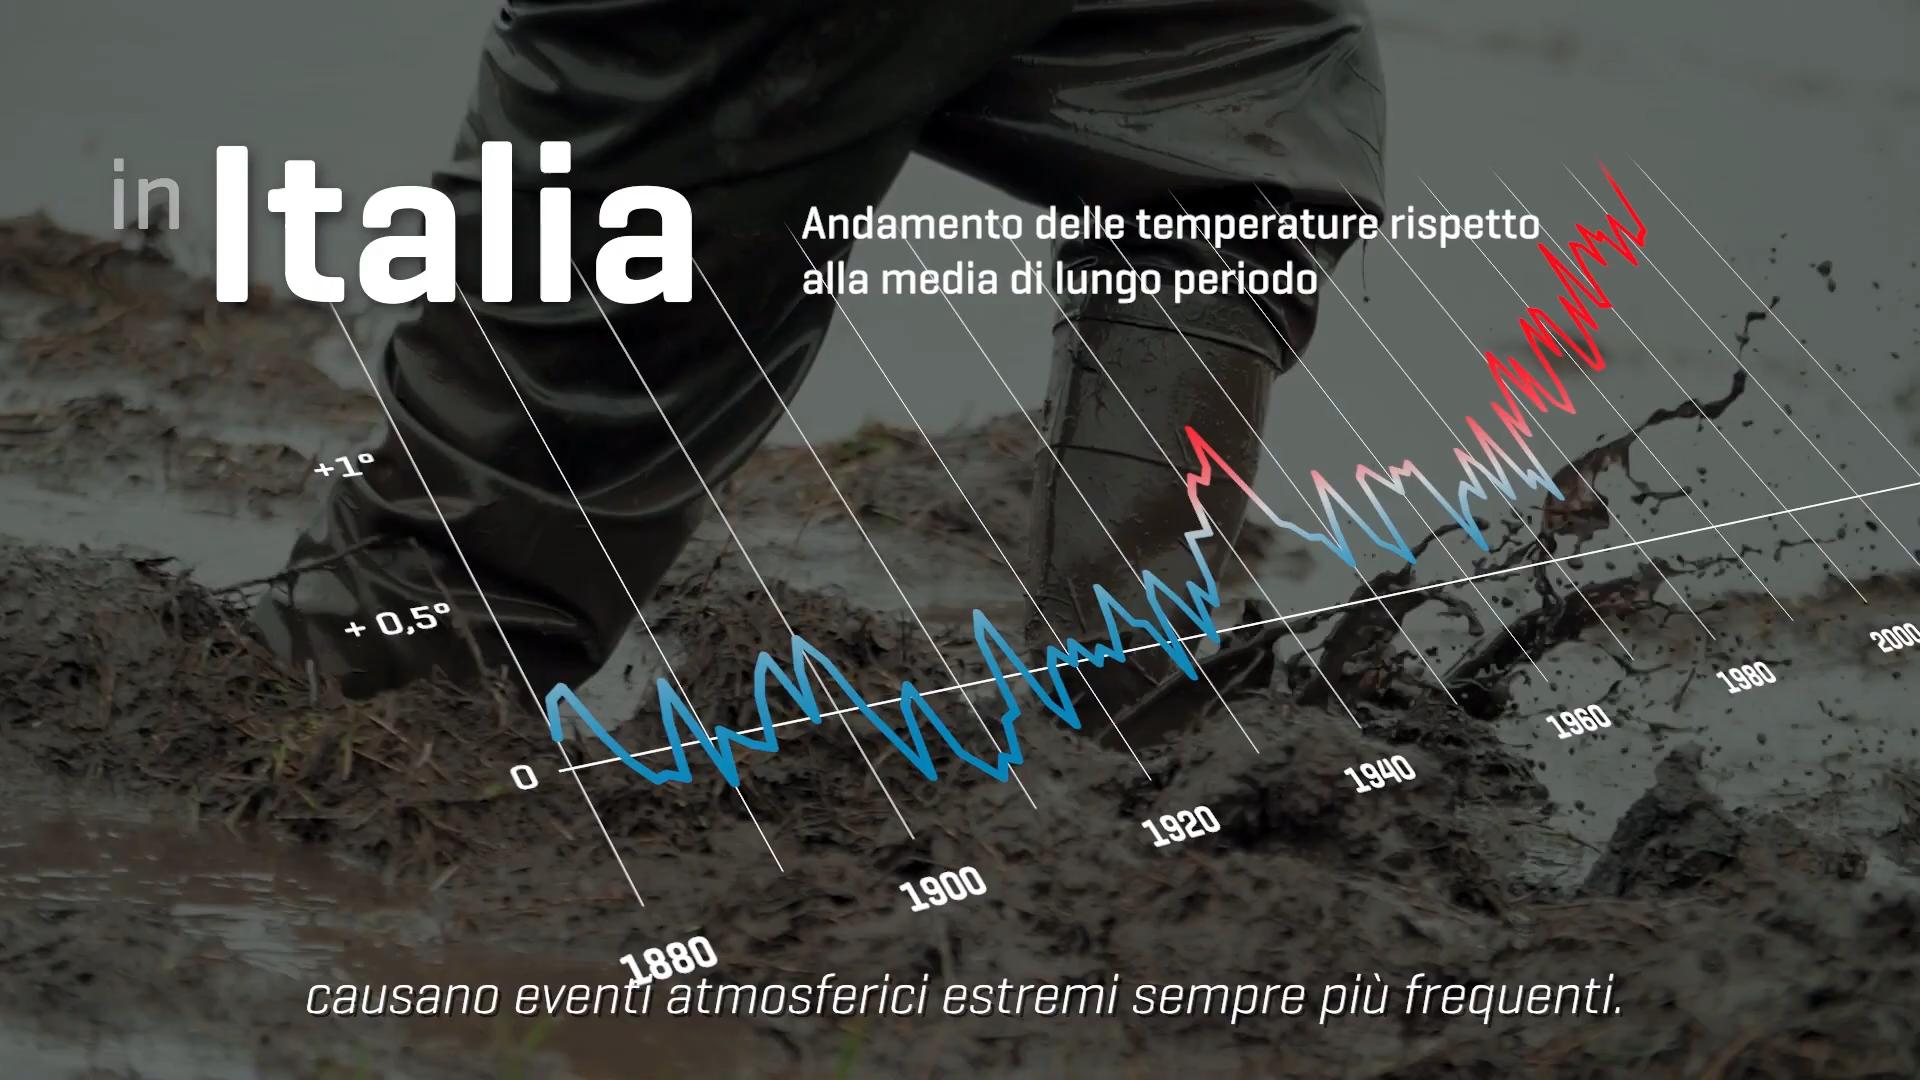 in Italia
Andamento delle temperature rispetto
alla media di lungo periodo
+1°
+ 0,5°
0
1880
1900
1920
1940
1960
1980
2000
causano eventi atmosferici estremi sempre più frequenti.